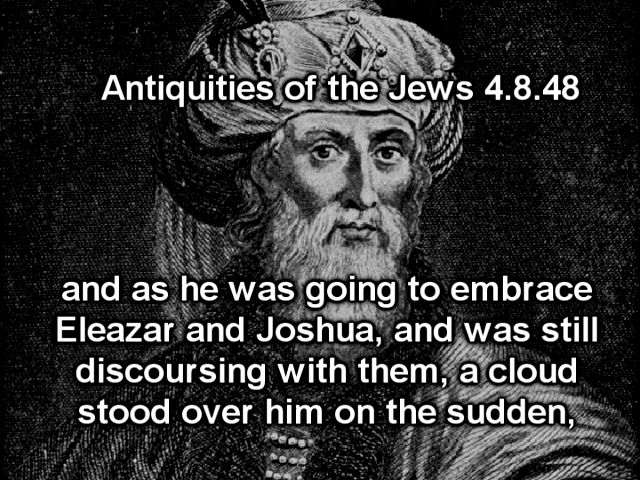 Antiquities of the Jews 4.8.48
and as he was going to embrace
Eleazar and Joshua, and was still
discoursing with them, a cloud
stood over him on the sudden,